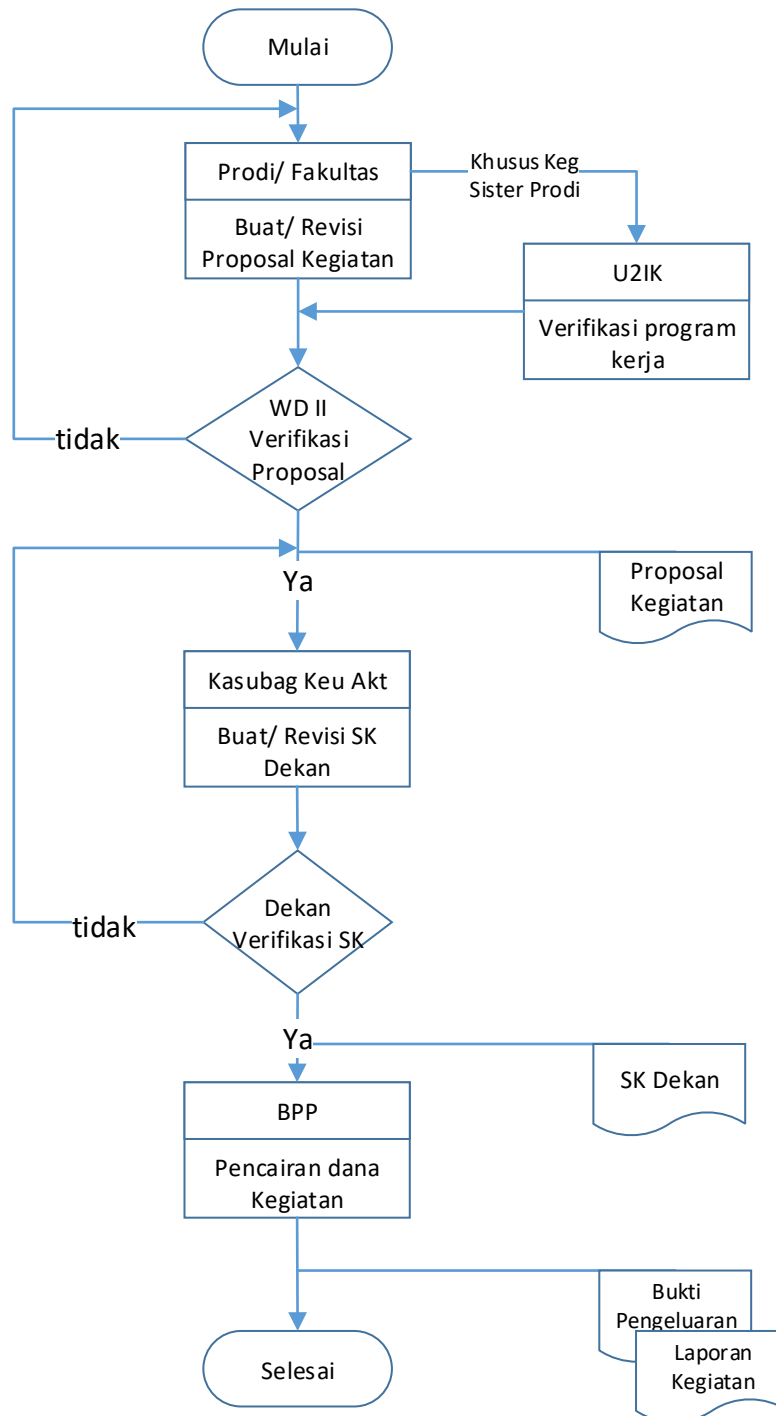 Mulai
Prodi/ Fakultas
Buat/ Revisi
Proposal Kegiatan
Khusus Keg
Sister Prodi
U2IK
Verifikasi program
kerja
WD II
Verifikasi
Proposal
tidak
Ya
Proposal
Kegiatan
Kasubag Keu Akt
Buat/ Revisi SK
Dekan
Dekan
Verifikasi SK
tidak
Ya
SK Dekan
BPP
Pencairan dana
Kegiatan
Bukti
Pengeluaran
Laporan
Kegiatan
Selesai